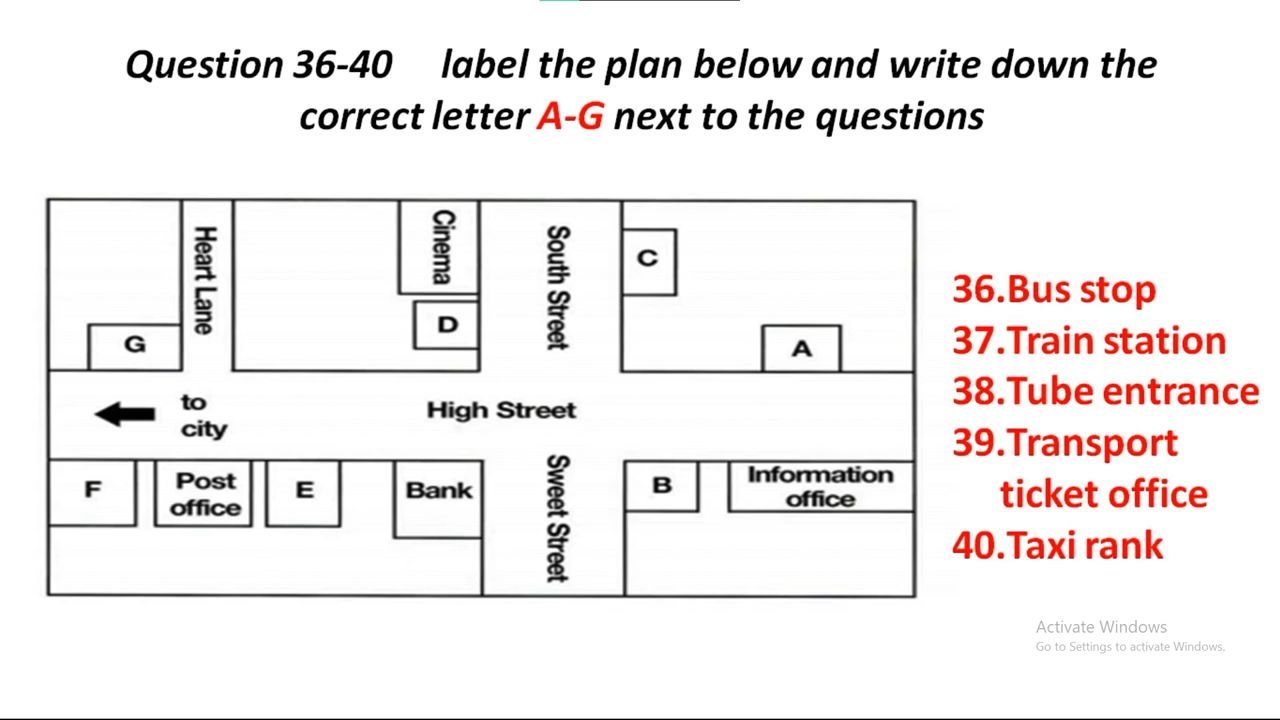 Question 36-40 label the plan below and write down the
correct letter A-G next to the questions
Heart Lane
Cinema
South Street
C
D
G
A
to
city
High Street
F
Post
office
E
Bank
Sweet Street
B
Information
office
36.Bus stop
37.Train station
38.Tube entrance
39.Transport
ticket office
40.Taxi rank
Activate Windows
Go to Settings to activate Windows.